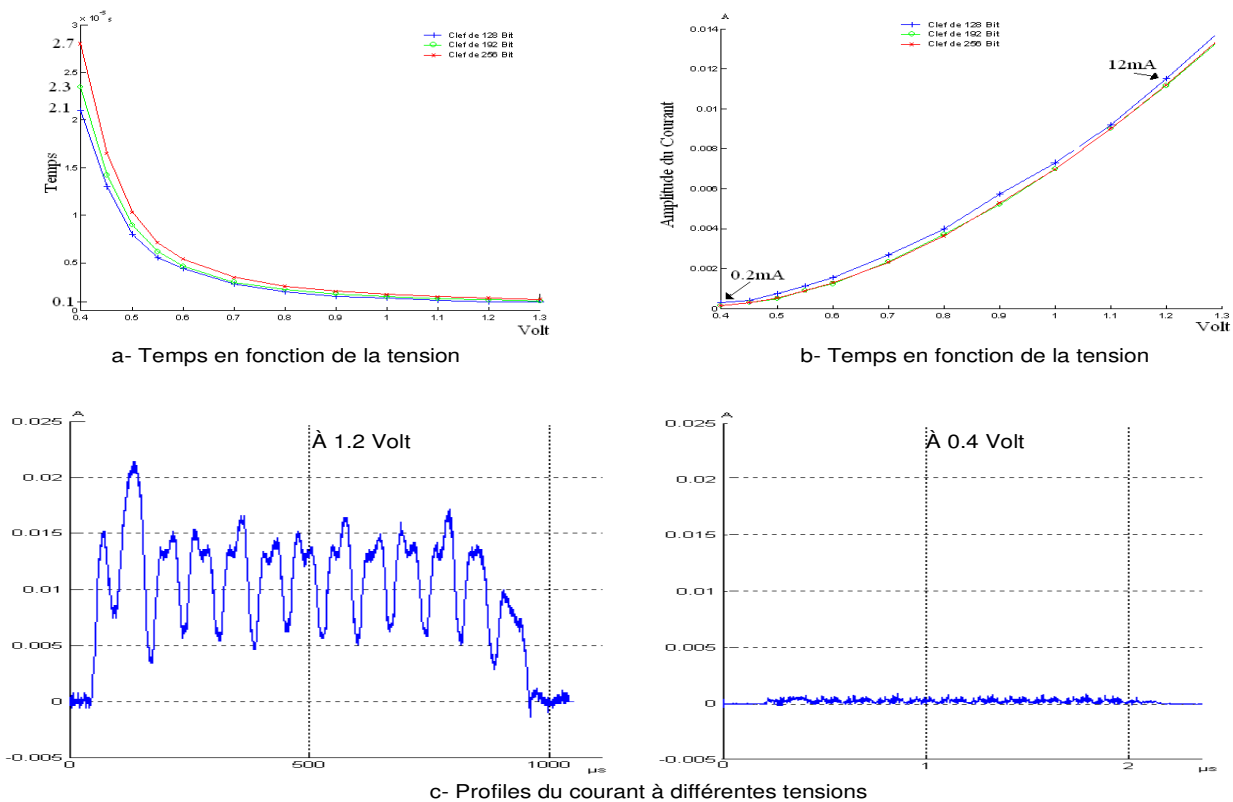 × 10⁻⁵ s
3
2.7
2.5
2.3
2.1
2
1.5
1
0.5
0.1
0
Temps
0.4 0.5 0.6 0.7 0.8 0.9 1 1.1 1.2 1.3
Volt
Clef de 128 Bit
Clef de 192 Bit
Clef de 256 Bit
a- Temps en fonction de la tension
A
0.014
0.012
0.01
0.008
0.006
0.004
0.002
0
Amplitude du Courant
0.2mA
12mA
0.4 0.5 0.6 0.7 0.8 0.9 1 1.1 1.2 1.3
Volt
Clef de 128 Bit
Clef de 192 Bit
Clef de 256 Bit
b- Temps en fonction de la tension
A
0.025
0.02
0.015
0.01
0.005
0
-0.005
À 1.2 Volt
0 500 1000 µs
A
0.025
0.02
0.015
0.01
0.005
0
-0.005
À 0.4 Volt
0 1 2 µs
c- Profiles du courant à différentes tensions